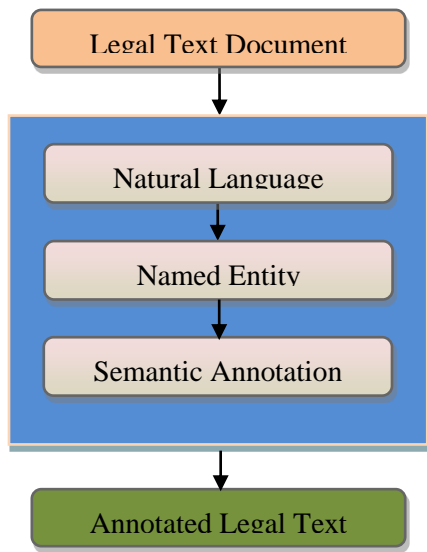 Legal Text Document
Natural Language
Named Entity
Semantic Annotation
Annotated Legal Text